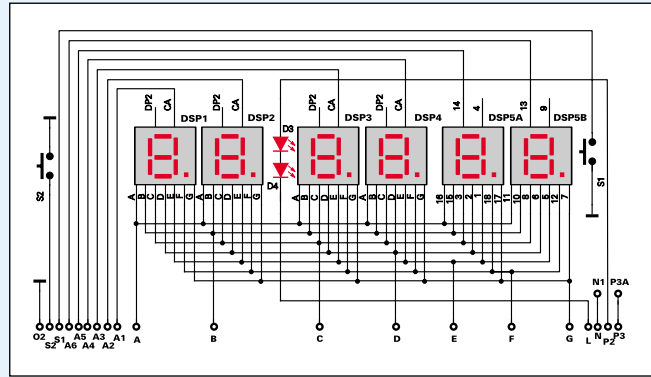 DP2 CA DP2 CA DP2 CA DP2 CA 14 4 13 9
DSP1 DSP2 D3 DSP3 DSP4 DSP5A DSP5B
D4
S2 S1
A B C D E F G A B C D E F G A B C D E F G A B C D E F G 16 15 3 2 1 18 17 11 10 8 6 5 12 7
N1 P3A
O2 S2 S1 A6 A5 A4 A3 A2 A1 A B C D E F G L N P2 P3